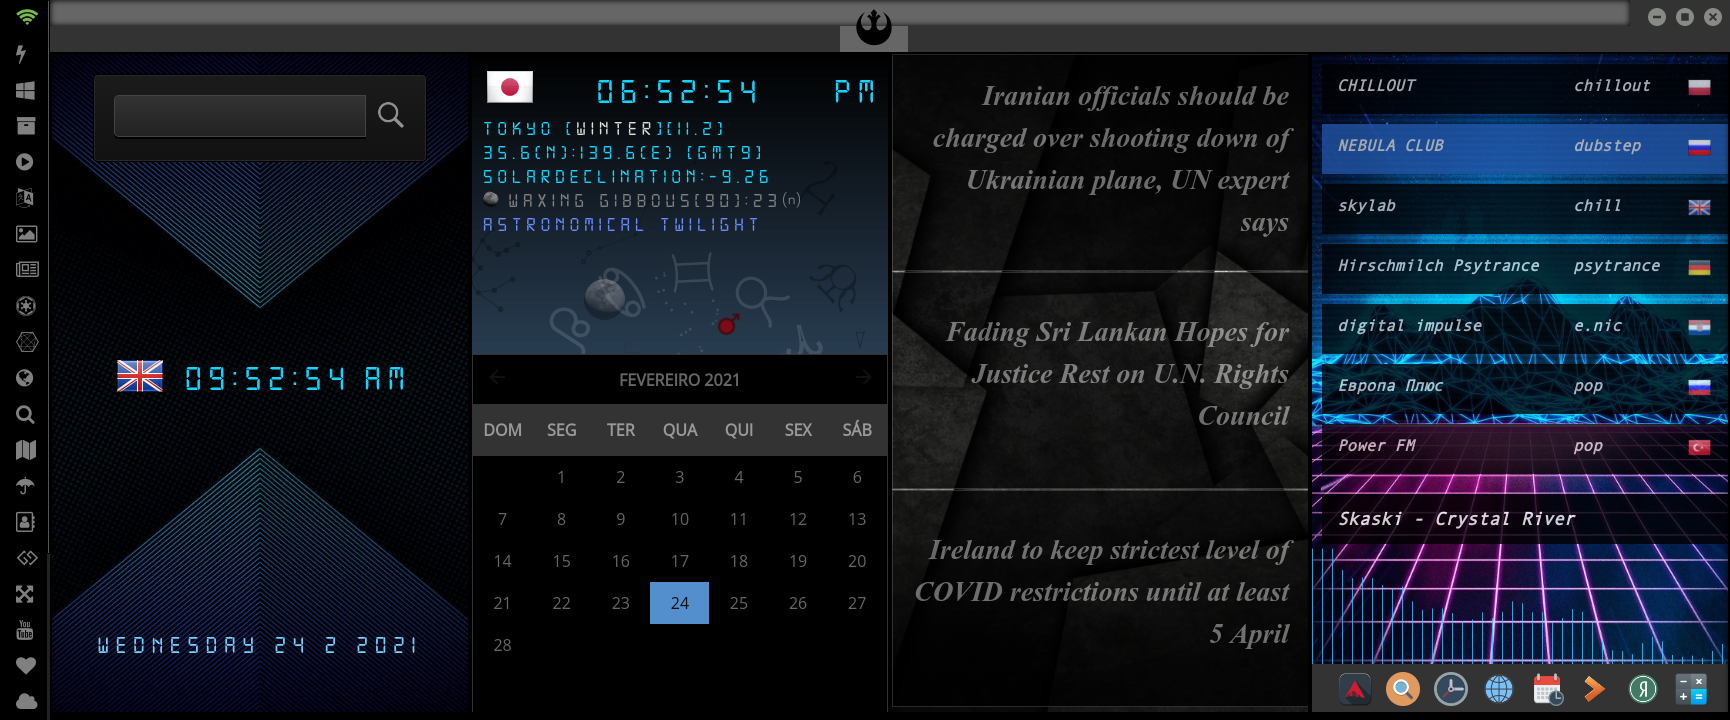 06:52:54 PM
TOKYO [WINTER][11.2]
35.6(N):139.6(E) [GMT9]
SOLARDECLINATION:-9.26
WAXING GIBBOUS(90):23(n)
ASTRONOMICAL TWILIGHT
09:52:54 AM
WEDNESDAY 24 2 2021
FEVEREIRO 2021
DOM SEG TER QUA QUI SEX SÁB
1 2 3 4 5 6
7 8 9 10 11 12 13
14 15 16 17 18 19 20
21 22 23 24 25 26 27
28
Iranian officials should be
charged over shooting down of
Ukrainian plane, UN expert
says
Fading Sri Lankan Hopes for
Justice Rest on U.N. Rights
Council
Ireland to keep strictest level of
COVID restrictions until at least
5 April
CHILLOUT chillout
NEBULA CLUB dubstep
skylab chill
Hirschmilch Psytrance psytrance
digital impulse e.nic
Европа Плюс pop
Power FM pop
Skaski - Crystal River
You
Tube
Я